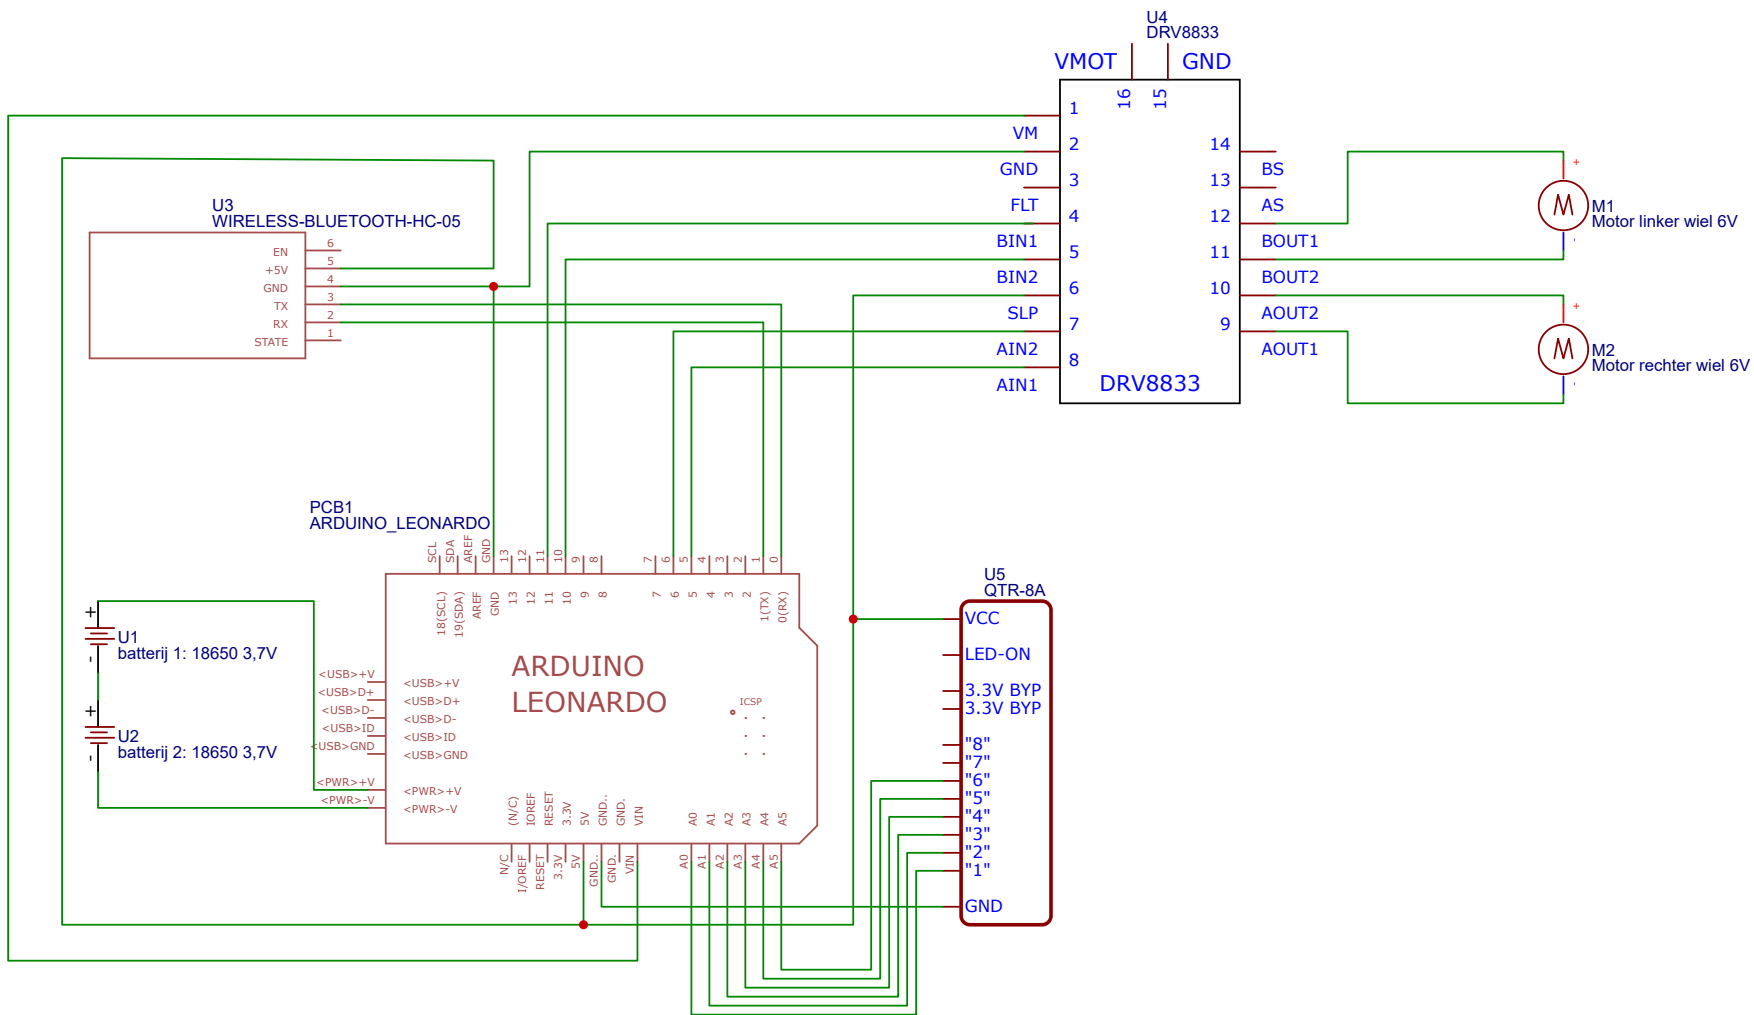 U4
DRV8833
VMOT
GND
16
15
1
VM
2
GND
3
FLT
4
BIN1
5
BIN2
6
SLP
7
AIN2
8
AIN1
14
BS
13
AS
12
BOUT1
11
BOUT2
10
AOUT2
9
AOUT1
DRV8833
+
-
M1
Motor linker wiel 6V
+
-
M2
Motor rechter wiel 6V
U3
WIRELESS-BLUETOOTH-HC-05
EN 6
+5V 5
GND 4
TX 3
RX 2
STATE 1
PCB1
ARDUINO_LEONARDO
SCL SDA AREF GND 13 12 11 10 9 8 7 6 5 4 3 2 1 0
18(SCL) 19(SDA) AREF GND 13 12 11 10 9 8 7 6 5 4 3 2 1(TX) 0(RX)
ARDUINO
LEONARDO
ICSP
<USB>+V <USB>+V
<USB>D+ <USB>D+
<USB>D- <USB>D-
<USB>ID <USB>ID
<USB>GND <USB>GND
<PWR>+V <PWR>+V
<PWR>-V <PWR>-V
(N/C) IOREF RESET 3.3V 5V GND.. GND. VIN A0 A1 A2 A3 A4 A5
N/C I/OREF RESET 3.3V 5V GND.. GND. VIN A0 A1 A2 A3 A4 A5
+
-
U1
batterij 1: 18650 3,7V
+
-
U2
batterij 2: 18650 3,7V
U5
QTR-8A
VCC
LED-ON
3.3V BYP
3.3V BYP
"8"
"7"
"6"
"5"
"4"
"3"
"2"
"1"
GND